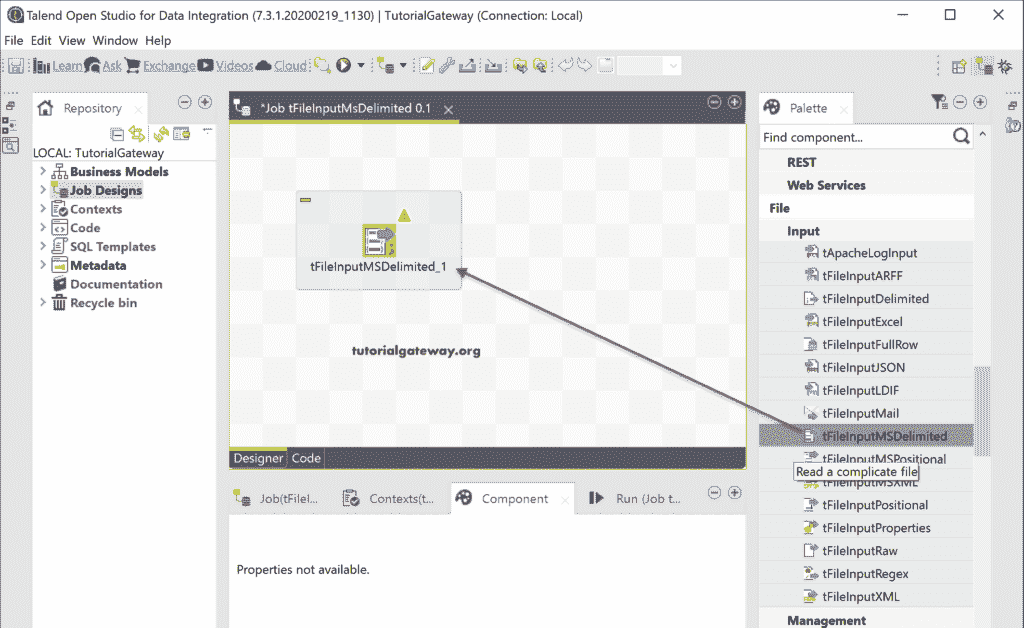 Talend Open Studio for Data Integration (7.3.1.20200219_1130) | TutorialGateway (Connection: Local)
File Edit View Window Help
Learn Ask Exchange Videos Cloud
Repository
LOCAL: TutorialGateway
Business Models
Job Designs
Contexts
Code
SQL Templates
Metadata
Documentation
Recycle bin
*Job tFileInputMsDelimited 0.1
tFileInputMSDelimited_1
tutorialgateway.org
Designer Code
Job(tFileI... Contexts(t... Component Run (Job t...
Properties not available.
Palette
Find component...
REST
Web Services
File
Input
tApacheLogInput
tFileInputARFF
tFileInputDelimited
tFileInputExcel
tFileInputFullRow
tFileInputJSON
tFileInputLDIF
tFileInputMail
tFileInputMSDelimited
tFileInputMSPositional
Read a complicate file
tFileInputMSXML
tFileInputPositional
tFileInputProperties
tFileInputRaw
tFileInputRegex
tFileInputXML
Management